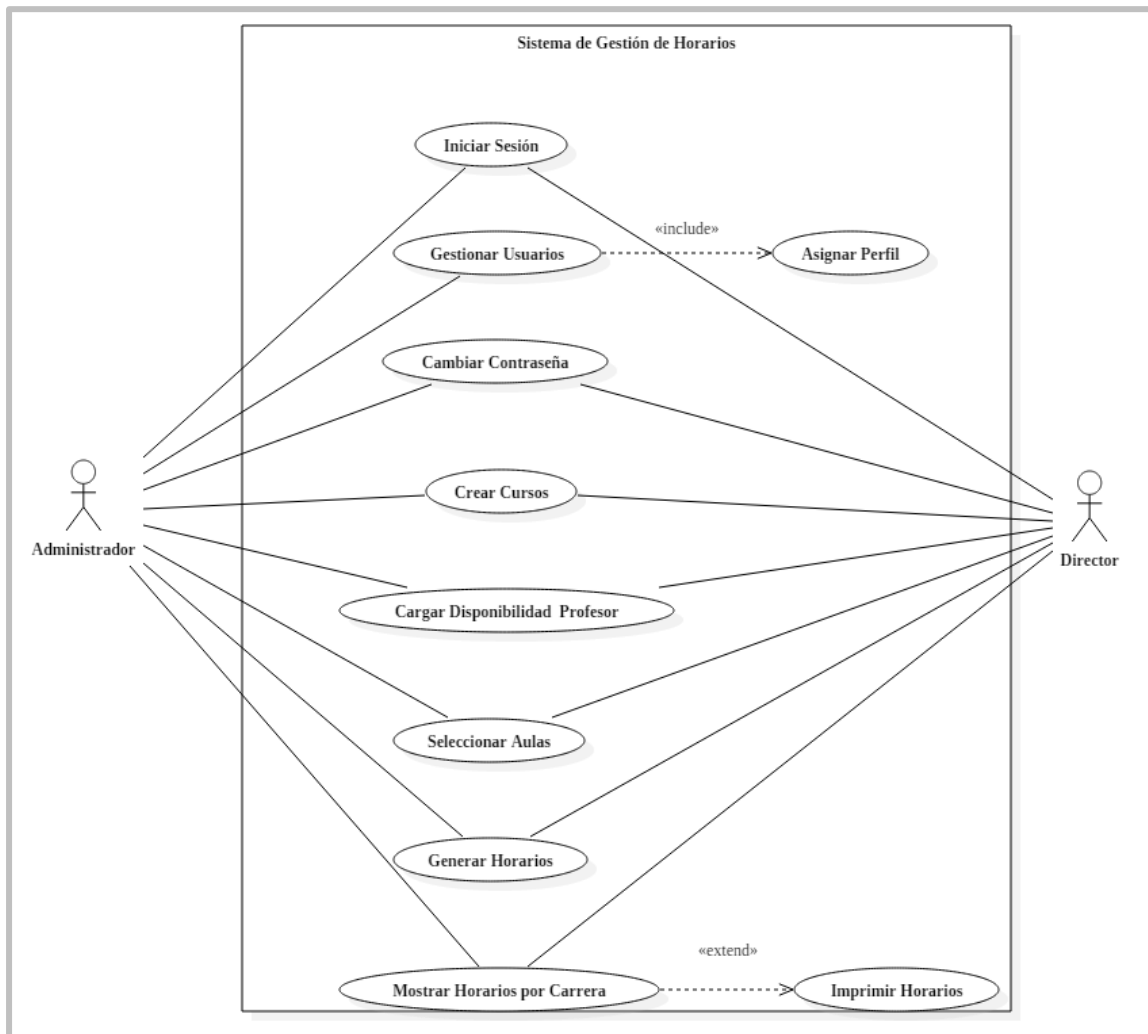 Sistema de Gestión de Horarios
Iniciar Sesión
«include»
Gestionar Usuarios
Asignar Perfil
Cambiar Contraseña
Crear Cursos
Administrador
Director
Cargar Disponibilidad Profesor
Seleccionar Aulas
Generar Horarios
«extend»
Mostrar Horarios por Carrera
Imprimir Horarios